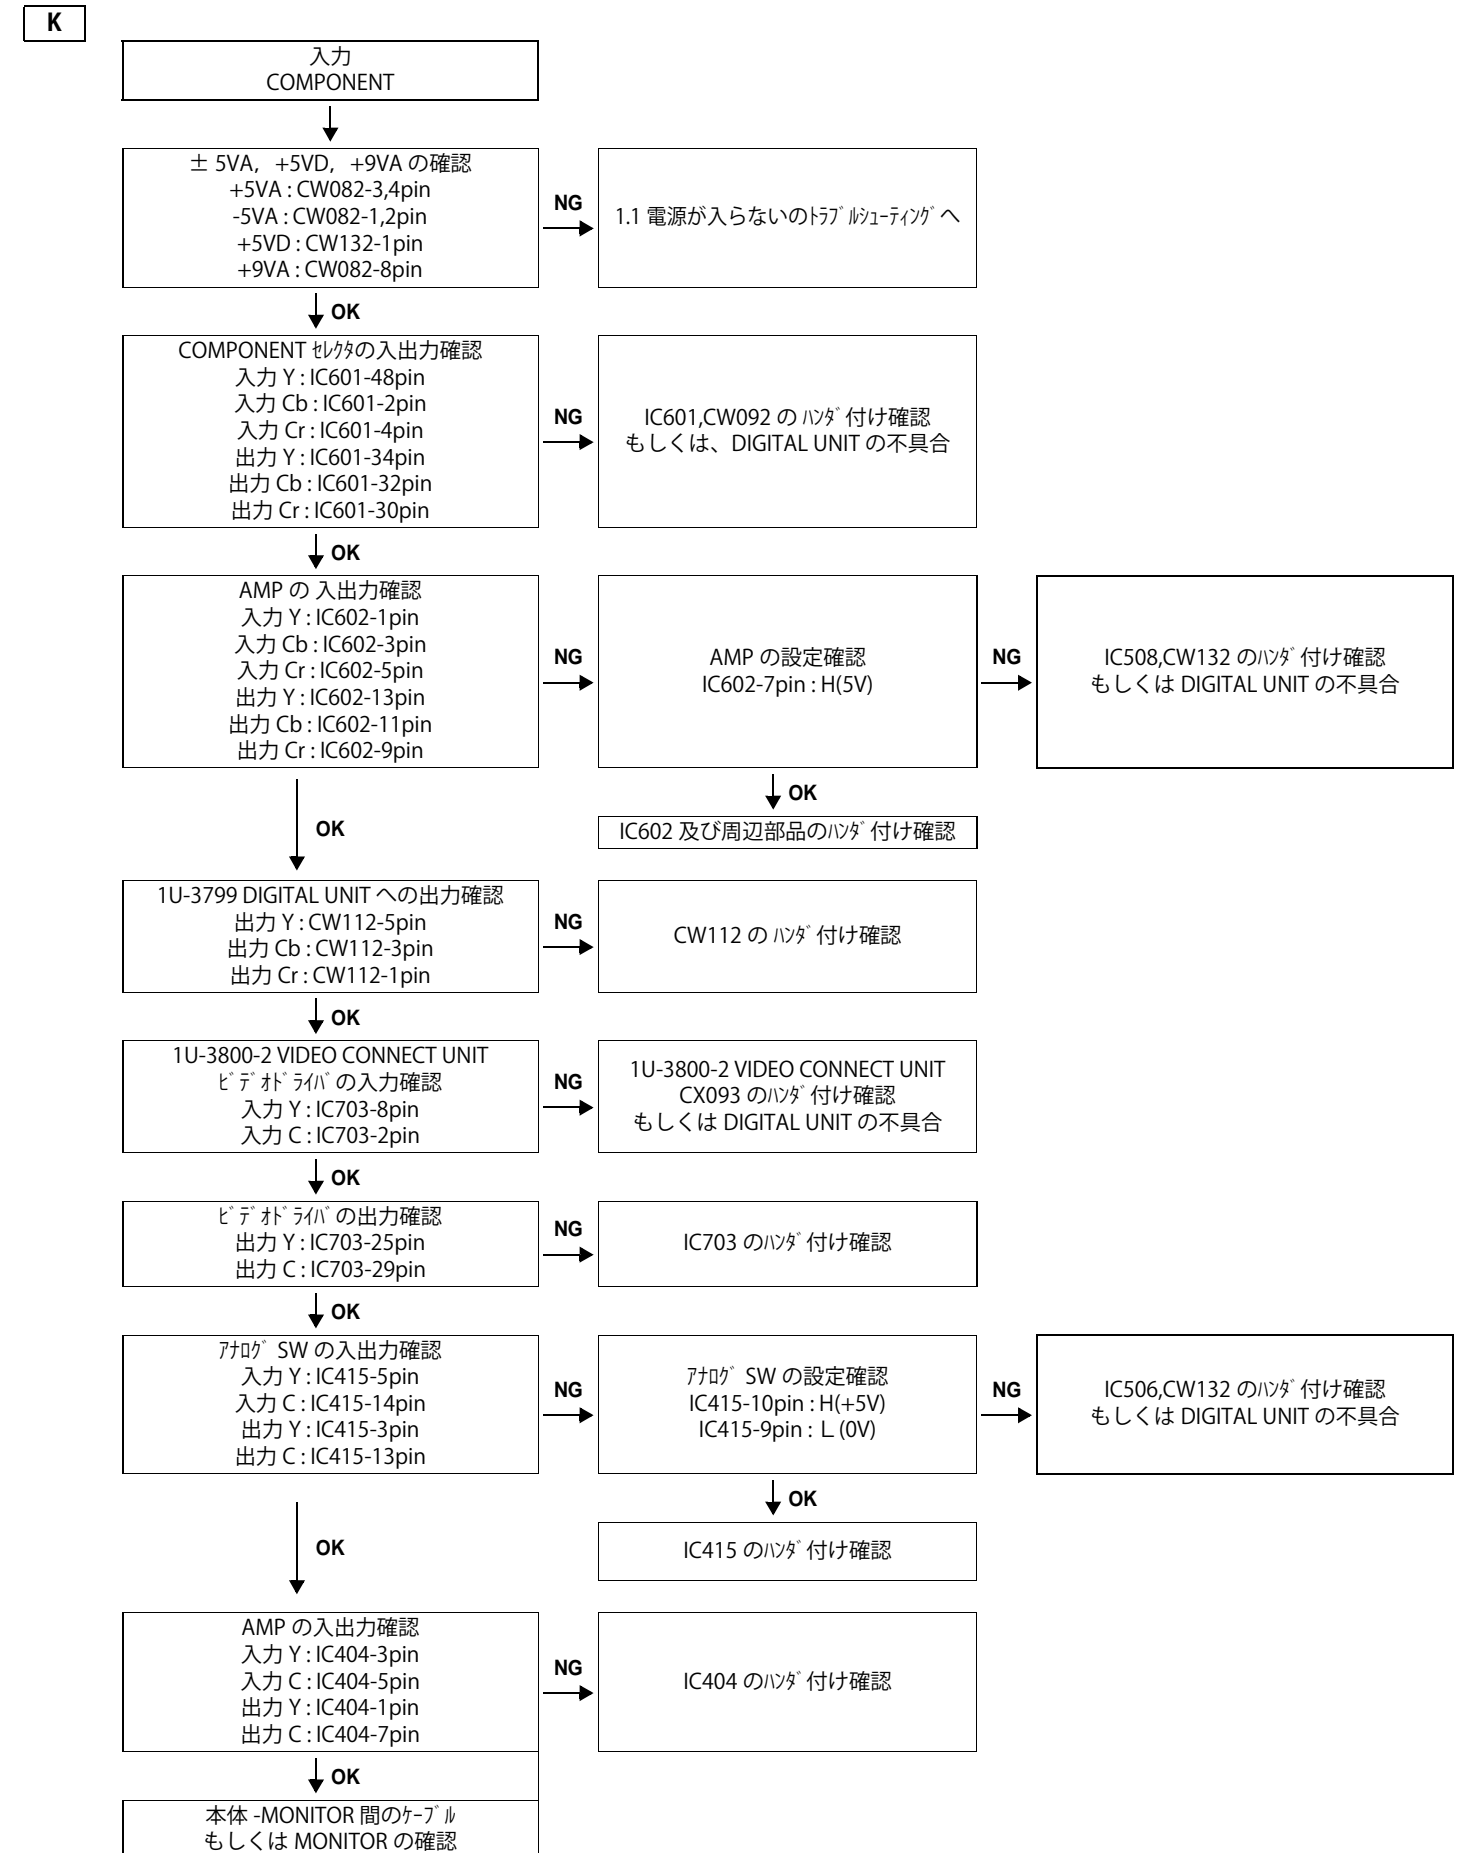 K
入力
COMPONENT
± 5VA, +5VD, +9VA の確認
+5VA : CW082-3,4pin
-5VA : CW082-1,2pin
+5VD : CW132-1pin
+9VA : CW082-8pin
NG
1.1 電源が入らないのﾄﾗﾌﾞﾙｼｭｰﾃｨﾝｸﾞへ
OK
COMPONENT ｾﾚｸﾀの入出力確認
入力 Y : IC601-48pin
入力 Cb : IC601-2pin
入力 Cr : IC601-4pin
出力 Y : IC601-34pin
出力 Cb : IC601-32pin
出力 Cr : IC601-30pin
NG
IC601,CW092 の ﾊﾝﾀﾞ付け確認
もしくは、DIGITAL UNIT の不具合
OK
AMP の 入出力確認
入力 Y : IC602-1pin
入力 Cb : IC602-3pin
入力 Cr : IC602-5pin
出力 Y : IC602-13pin
出力 Cb : IC602-11pin
出力 Cr : IC602-9pin
NG
AMP の設定確認
IC602-7pin : H(5V)
NG
IC508,CW132 のﾊﾝﾀﾞ付け確認
もしくは DIGITAL UNIT の不具合
OK
IC602 及び周辺部品のﾊﾝﾀﾞ付け確認
OK
1U-3799 DIGITAL UNIT への出力確認
出力 Y : CW112-5pin
出力 Cb : CW112-3pin
出力 Cr : CW112-1pin
NG
CW112 の ﾊﾝﾀﾞ付け確認
OK
1U-3800-2 VIDEO CONNECT UNIT
ﾋﾞﾃﾞｵﾄﾞﾗｲﾊﾞの入力確認
入力 Y : IC703-8pin
入力 C : IC703-2pin
NG
1U-3800-2 VIDEO CONNECT UNIT
CX093 のﾊﾝﾀﾞ付け確認
もしくは DIGITAL UNIT の不具合
OK
ﾋﾞﾃﾞｵﾄﾞﾗｲﾊﾞの出力確認
出力 Y : IC703-25pin
出力 C : IC703-29pin
NG
IC703 のﾊﾝﾀﾞ付け確認
OK
ｱﾅﾛｸﾞ SW の入出力確認
入力 Y : IC415-5pin
入力 C : IC415-14pin
出力 Y : IC415-3pin
出力 C : IC415-13pin
NG
ｱﾅﾛｸﾞ SW の設定確認
IC415-10pin : H(+5V)
IC415-9pin : L (0V)
NG
IC506,CW132 のﾊﾝﾀﾞ付け確認
もしくは DIGITAL UNIT の不具合
OK
IC415 のﾊﾝﾀﾞ付け確認
OK
AMP の入出力確認
入力 Y : IC404-3pin
入力 C : IC404-5pin
出力 Y : IC404-1pin
出力 C : IC404-7pin
NG
IC404 のﾊﾝﾀﾞ付け確認
OK
本体 -MONITOR 間のｹｰﾌﾞﾙ
もしくは MONITOR の確認